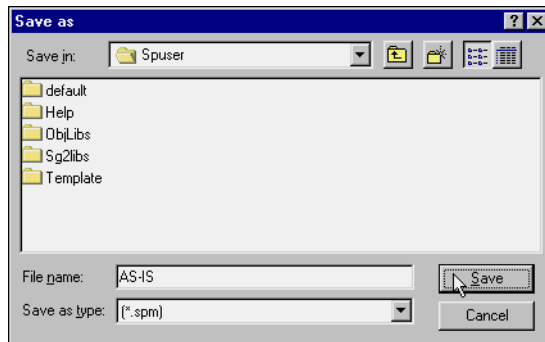 Save as
Save in: Spuser
default
Help
ObjLibs
Sg2libs
Template
File name: AS-IS Save
Save as type: (*.spm) Cancel